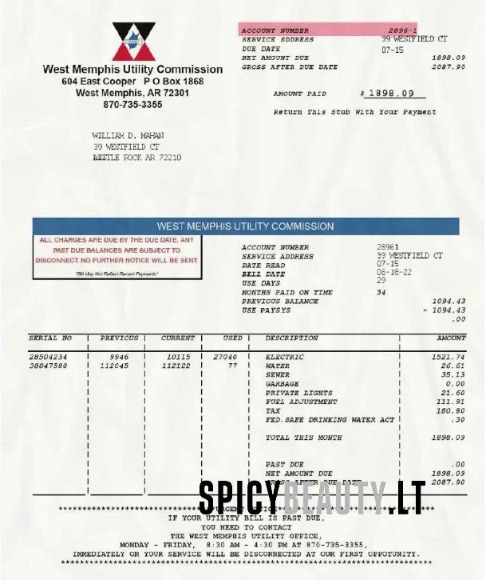 ACCOUNT NUMBER 2896-1
SERVICE SDDRESS 39 WESTFIELD CT
DUE DATE 07-15
NET AMOUNT DUE 1898.09
GROSS AFTER DUE DATE 2087.90
West Memphis Utility Commission
604 East Cooper P O Box 1868
West Memphis, AR 72301
870-735-3355
AMOUNT PAID $ 1898.09
Return This Stub With Your Payment
WILLIAM D. MAHAN
39 WESTFIELD CT
ROCK AR 72210
WEST MEMPHIS UTILITY COMMISSION
ALL CHARGES ARE DUE BY THE DUE DATE. ANY
PAST DUE BALANCES ARE SUBJECT TO
DISCONNECT. NO FURTHER NOTICE WILL BE SENT.
"Bill May Not Reflect Recent Payments"
ACCOUNT NUMBER 28961
SERVICE ADDRESS 39 WESTFIELD CT
DATE READ 07-15
BELL DATE 06-18-22
USE DAYS 29
MONTHS PAID ON TIME 34
PREVIOUS BALANCE 1094.43
USE PAYSYS - 1094.43
.00
SERIAL NO PREVIOUS CURRENT USED DESCRIPTION AMOUNT
28504234 9946 10115 27040 ELECTRIC 1521.74
38847580 112045 112122 77 WATER 26.61
SEWER 35.13
GARBAGE 0.00
PRIVATE LIGHTS 21.60
FUEL ADJUSTMENT 111.91
TAX 180.80
FED.SAFE DRINKING WATER ACT .30
TOTAL THIS MONTH 1898.09
PAST DUE .00
NET AMOUNT DUE 1898.09
GROSS AFTER DUE DATE 2087.90
SPICYBEAUTY.LT
IF YOUR UTILITY BILL IS PAST DUE,
YOU NEED TO CONTACT
THE WEST MEMPHIS UTILITY OFFICE,
MONDAY - FRIDAY, 8:30 AM - 4:30 PM AT 870-735-3355,
IMMEDIATELY OR YOUR SERVICE WILL BE DISCONNECTED AT OUR FIRST OPPOTUNITY.